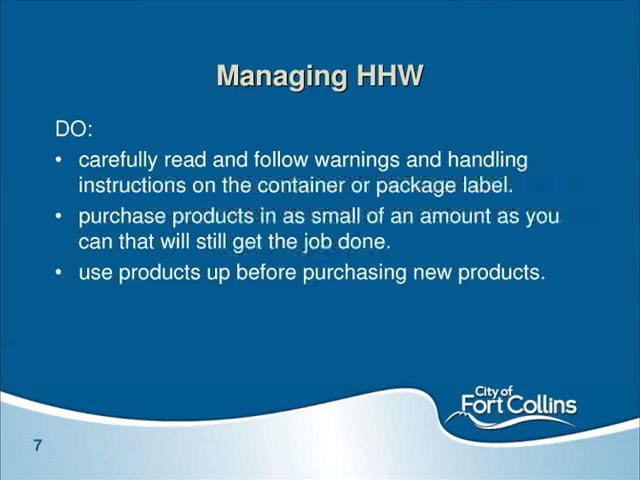 Managing HHW
DO:
• carefully read and follow warnings and handling
instructions on the container or package label.
• purchase products in as small of an amount as you
can that will still get the job done.
• use products up before purchasing new products.
City of
Fort Collins
7